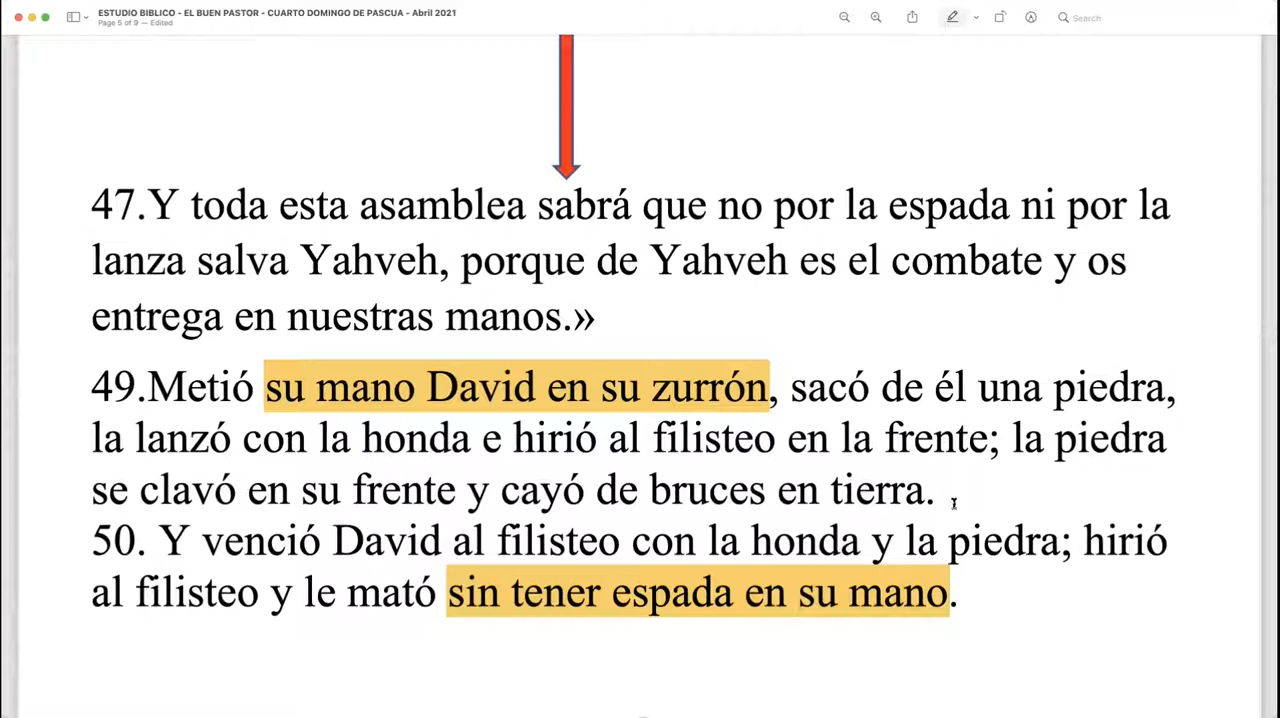 ESTUDIO BIBLICO - EL BUEN PASTOR - CUARTO DOMINGO DE PASCUA - Abril 2021
Page 5 of 9 — Edited
Search
47.Y toda esta asamblea sabrá que no por la espada ni por la
lanza salva Yahveh, porque de Yahveh es el combate y os
entrega en nuestras manos.»
49.Metió su mano David en su zurrón, sacó de él una piedra,
la lanzó con la honda e hirió al filisteo en la frente; la piedra
se clavó en su frente y cayó de bruces en tierra.
50. Y venció David al filisteo con la honda y la piedra; hirió
al filisteo y le mató sin tener espada en su mano.